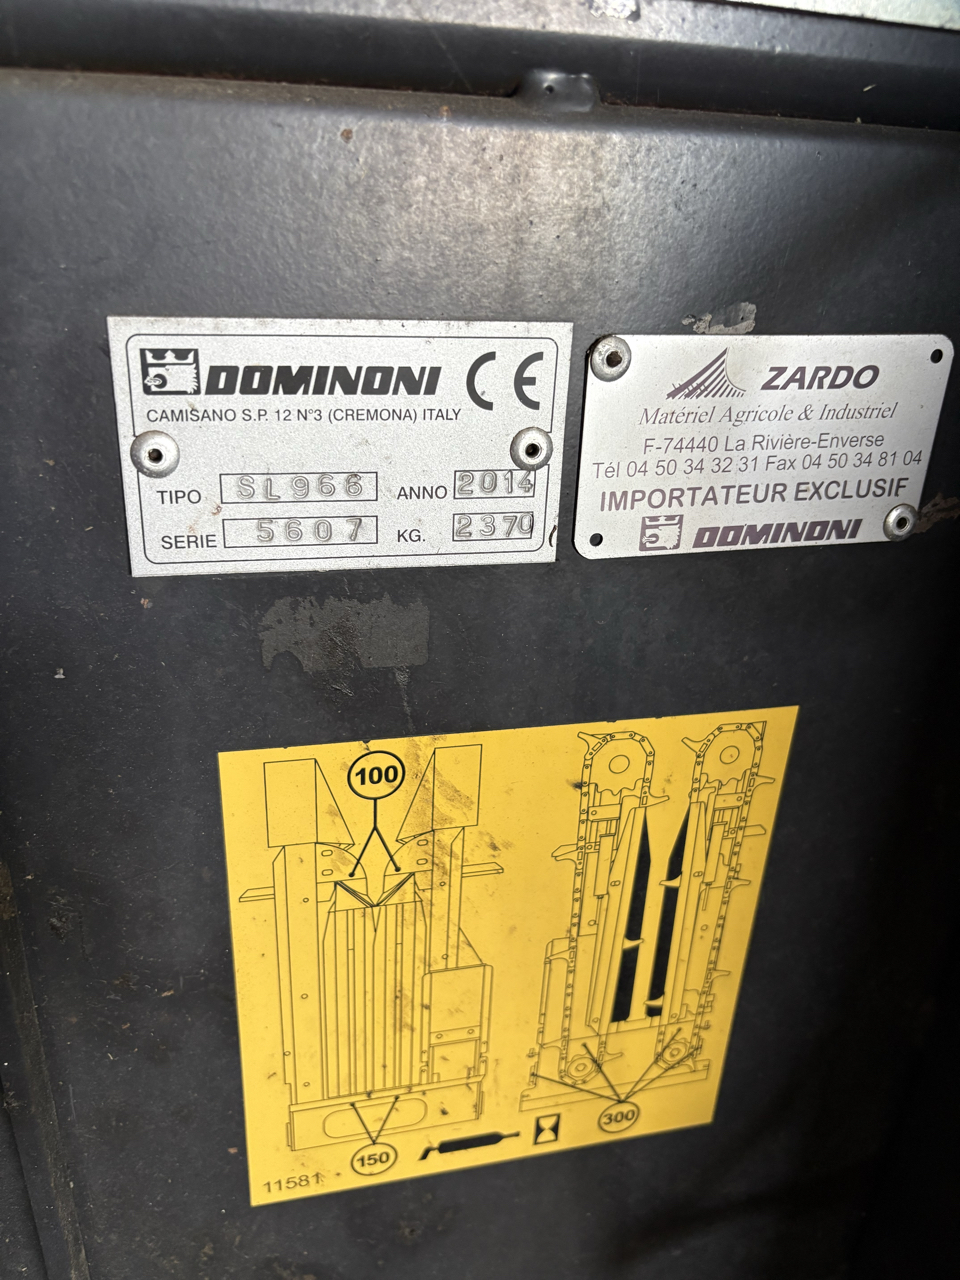 DOMINONI CE
CAMISANO S.P. 12 N°3 (CREMONA) ITALY
TIPO SL966 ANNO 2014
SERIE 5607 KG. 2370
ZARDO
Matériel Agricole & Industriel
F-74440 La Rivière-Enverse
Tél 04 50 34 32 31 Fax 04 50 34 81 04
IMPORTATEUR EXCLUSIF
DOMINONI
100
300
150
11581